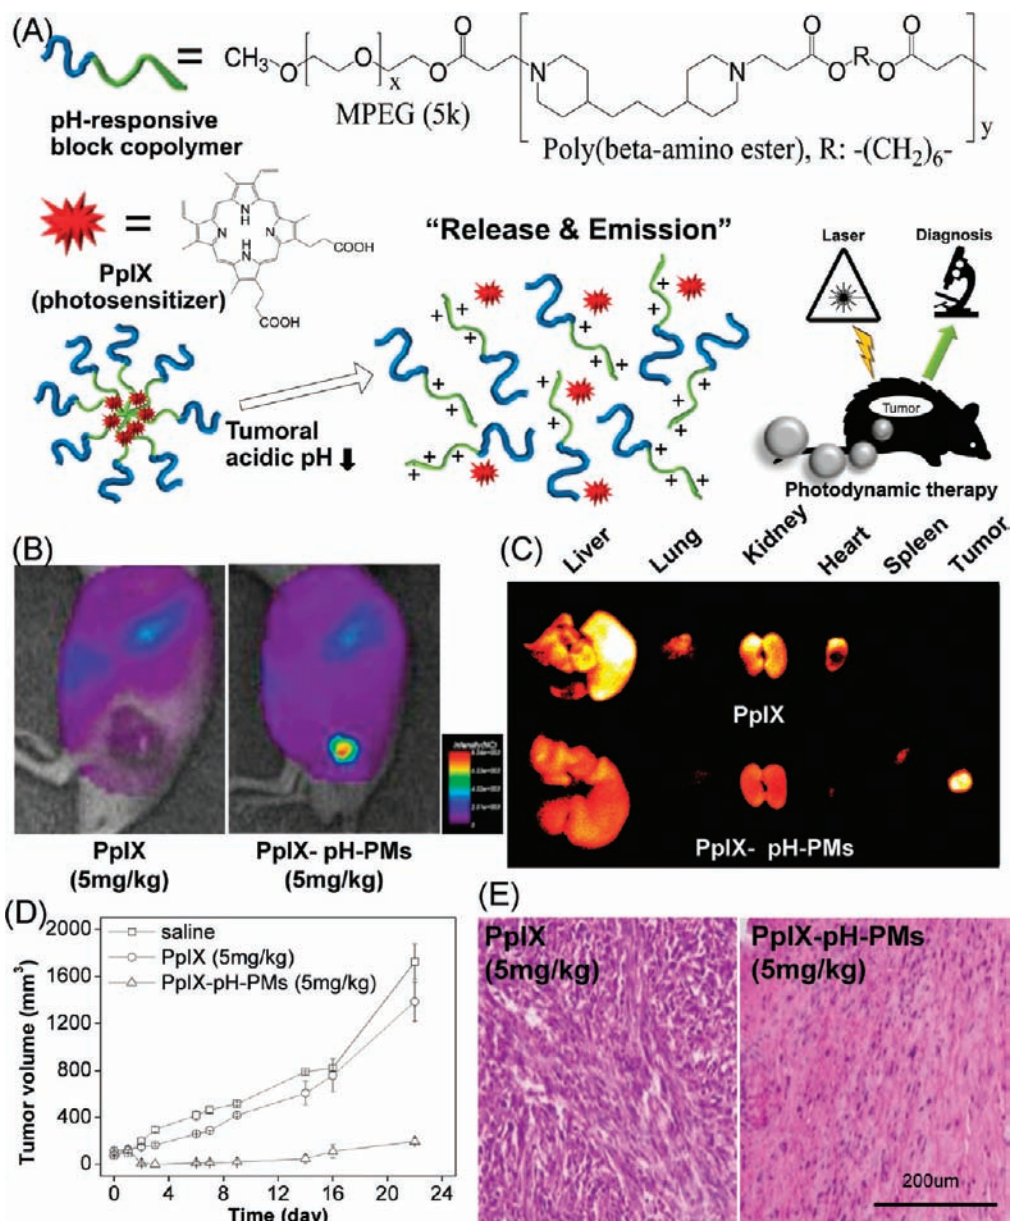 (A)
=
CH3
O
O
x
O
O
O
N
N
O
O
R
O
O
y
MPEG (5k)
Poly(beta-amino ester), R: -(CH2)6-
pH-responsive
block copolymer
=
NH
N
N
HN
COOH
COOH
PpIX
(photosensitizer)
"Release & Emission"
Laser
Diagnosis
Tumor
Photodynamic therapy
Tumoral
acidic pH
(B)
PpIX
(5mg/kg)
PpIX- pH-PMs
(5mg/kg)
(C)
Liver
Lung
Kidney
Heart
Spleen
Tumor
PpIX
PpIX- pH-PMs
(D)
Tumor volume (mm3)
2000
1600
1200
800
400
0
saline
PpIX (5mg/kg)
PpIX-pH-PMs (5mg/kg)
0 4 8 12 16 20 24
Time (day)
(E)
PpIX
(5mg/kg)
PpIX-pH-PMs
(5mg/kg)
200um